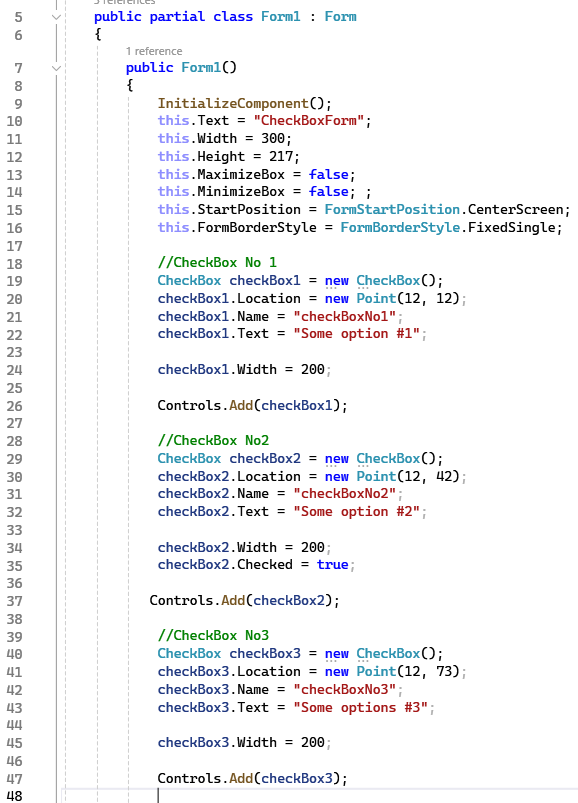 3 references
5 public partial class Form1 : Form
6 {
1 reference
7 public Form1()
8 {
9 InitializeComponent();
10 this.Text = "CheckBoxForm";
11 this.Width = 300;
12 this.Height = 217;
13 this.MaximizeBox = false;
14 this.MinimizeBox = false; ;
15 this.StartPosition = FormStartPosition.CenterScreen;
16 this.FormBorderStyle = FormBorderStyle.FixedSingle;
17
18 //CheckBox No 1
19 CheckBox checkBox1 = new CheckBox();
20 checkBox1.Location = new Point(12, 12);
21 checkBox1.Name = "checkBoxNo1";
22 checkBox1.Text = "Some option #1";
23
24 checkBox1.Width = 200;
25
26 Controls.Add(checkBox1);
27
28 //CheckBox No2
29 CheckBox checkBox2 = new CheckBox();
30 checkBox2.Location = new Point(12, 42);
31 checkBox2.Name = "checkBoxNo2";
32 checkBox2.Text = "Some option #2";
33
34 checkBox2.Width = 200;
35 checkBox2.Checked = true;
36
37 Controls.Add(checkBox2);
38
39 //CheckBox No3
40 CheckBox checkBox3 = new CheckBox();
41 checkBox3.Location = new Point(12, 73);
42 checkBox3.Name = "checkBoxNo3";
43 checkBox3.Text = "Some options #3";
44
45 checkBox3.Width = 200;
46
47 Controls.Add(checkBox3);
48